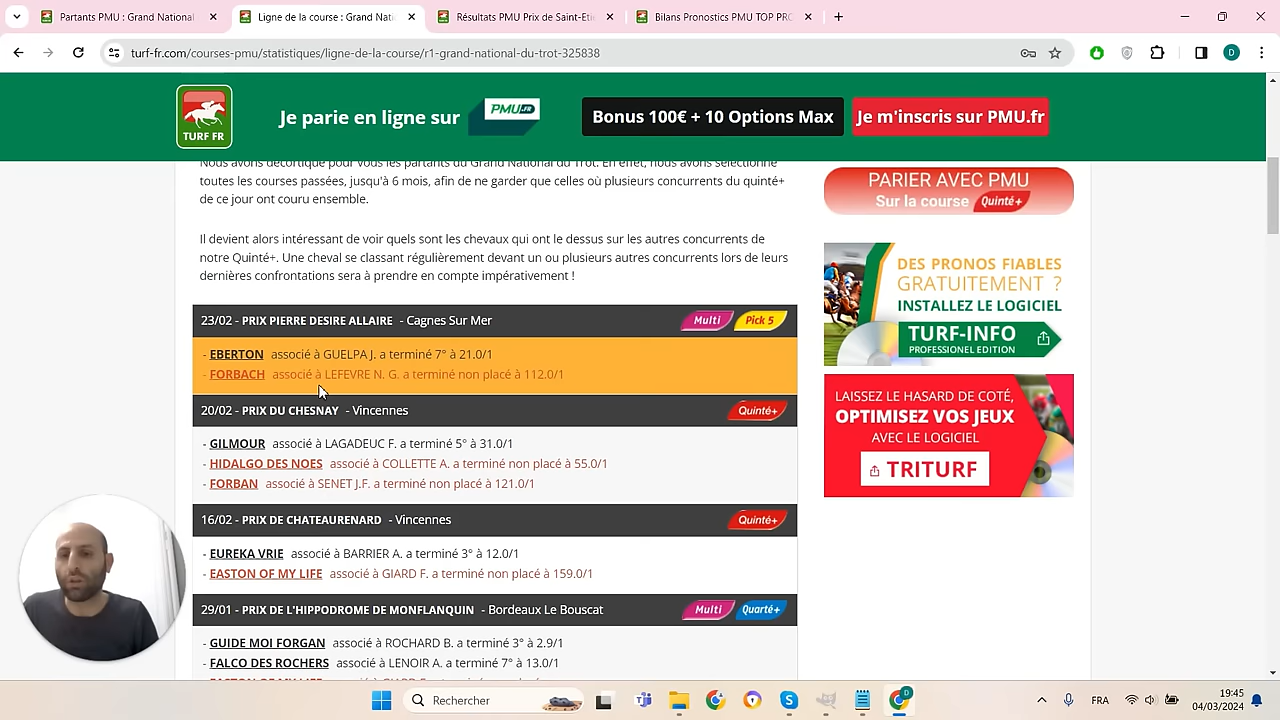 Partants PMU : Grand National
Ligne de la course : R1 Grand
Résultats PMU Prix de Saint-Eti
Bilans Pronostics PMU TOP PRO
turf-fr.com/courses-pmu/statistiques/ligne-de-la-course/r1-grand-national-du-trot-325838
D
TURF FR
Je parie en ligne sur
PMU.FR
Bonus 100€ + 10 Options Max
Je m'inscris sur PMU.fr
Nous avons décortiqué pour vous les partants du Grand National du Trot. En effet, nous avons sélectionné
toutes les courses passées, jusqu'à 6 mois, afin de ne garder que celles où plusieurs concurrents du quinté+
de ce jour ont couru ensemble.
Il devient alors intéressant de voir quels sont les chevaux qui ont le dessus sur les autres concurrents de
notre Quinté+. Une cheval se classant régulièrement devant un ou plusieurs autres concurrents lors de leurs
dernières confrontations sera à prendre en compte impérativement !
23/02 - PRIX PIERRE DESIRE ALLAIRE - Cagnes Sur Mer
Multi Pick 5
- EBERTON associé à GUELPA J. a terminé 7° à 21.0/1
- FORBACH associé à LEFEVRE N. G. a terminé non placé à 112.0/1
20/02 - PRIX DU CHESNAY - Vincennes
Quinté+
- GILMOUR associé à LAGADEUC F. a terminé 5° à 31.0/1
- HIDALGO DES NOES associé à COLLETTE A. a terminé non placé à 55.0/1
- FORBAN associé à SENET J.F. a terminé non placé à 121.0/1
16/02 - PRIX DE CHATEAURENARD - Vincennes
Quinté+
- EUREKA VRIE associé à BARRIER A. a terminé 3° à 12.0/1
- EASTON OF MY LIFE associé à GIARD F. a terminé non placé à 159.0/1
29/01 - PRIX DE L'HIPPODROME DE MONFLANQUIN - Bordeaux Le Bouscat
Multi Quarté+
- GUIDE MOI FORGAN associé à ROCHARD B. a terminé 3° à 2.9/1
- FALCO DES ROCHERS associé à LENOIR A. a terminé 7° à 13.0/1
PARIER AVEC PMU
Sur la course Quinté+
DES PRONOS FIABLES
GRATUITEMENT ?
INSTALLEZ LE LOGICIEL
TURF-INFO
PROFESSIONEL EDITION
LAISSEZ LE HASARD DE COTÉ,
OPTIMISEZ VOS JEUX
AVEC LE LOGICIEL
TRITURF
Rechercher
FRA
19:45
04/03/2024